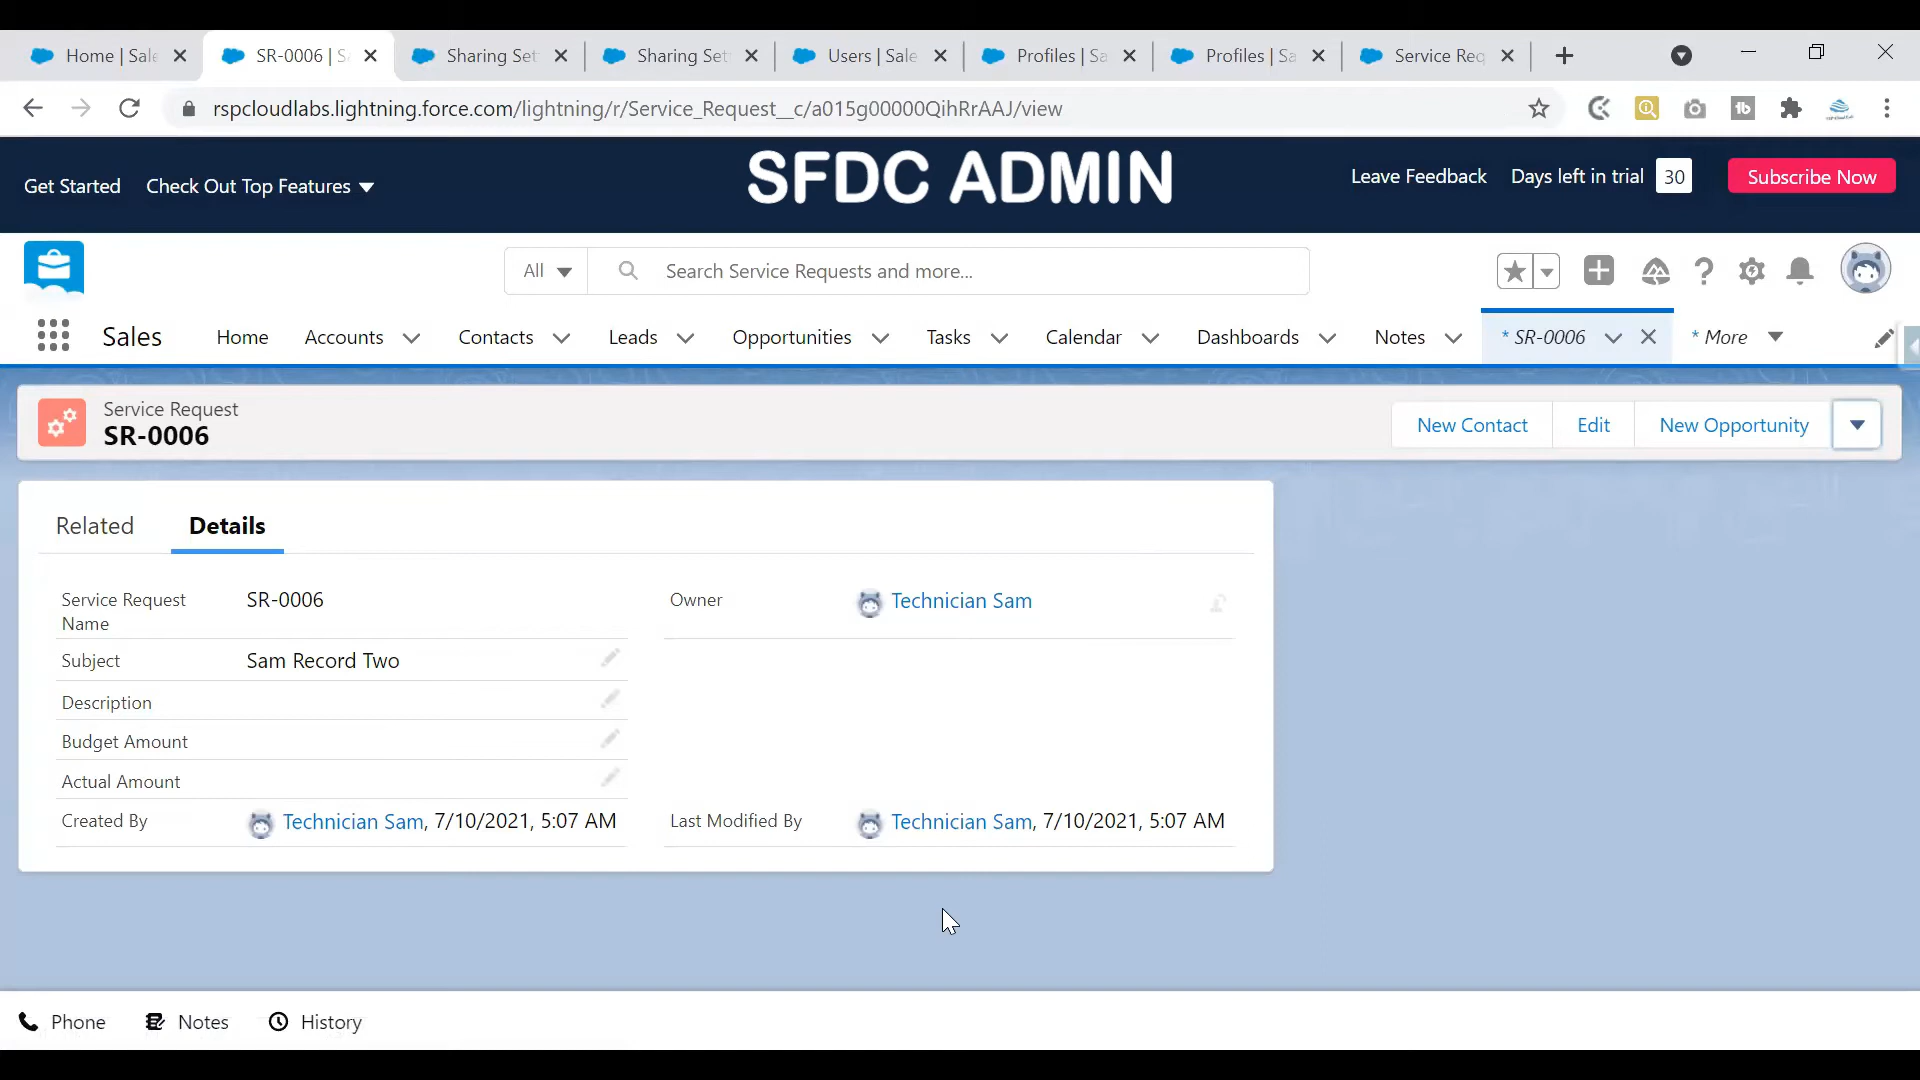 Home | Sale
SR-0006 | S
Sharing Set
Sharing Set
Users | Sale
Profiles | Sa
Profiles | Sa
Service Req
rspcloudlabs.lightning.force.com/lightning/r/Service_Request__c/a015g00000QihRrAAJ/view
Get Started
Check Out Top Features
SFDC ADMIN
Leave Feedback
Days left in trial
30
Subscribe Now
All
Search Service Requests and more...
Sales
Home
Accounts
Contacts
Leads
Opportunities
Tasks
Calendar
Dashboards
Notes
* SR-0006
* More
Service Request
SR-0006
New Contact
Edit
New Opportunity
Related
Details
Service Request
Name
SR-0006
Owner
Technician Sam
Subject
Sam Record Two
Description
Budget Amount
Actual Amount
Created By
Technician Sam, 7/10/2021, 5:07 AM
Last Modified By
Technician Sam, 7/10/2021, 5:07 AM
Phone
Notes
History